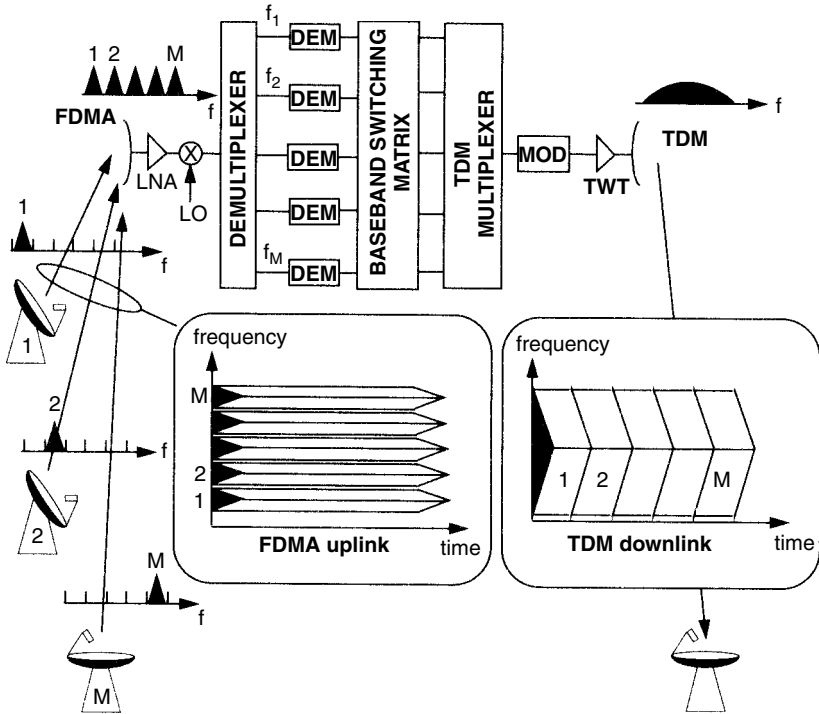 1 2 M
f
FDMA
LNA
LO
DEMULTIPLEXER
f1
f2
fM
DEM
DEM
DEM
DEM
DEM
BASEBAND SWITCHING
MATRIX
TDM
MULTIPLEXER
MOD
TWT
f
TDM
1
f
1
2
f
2
M
f
M
frequency
M
2
1
time
FDMA uplink
frequency
1 2 M
time
TDM downlink